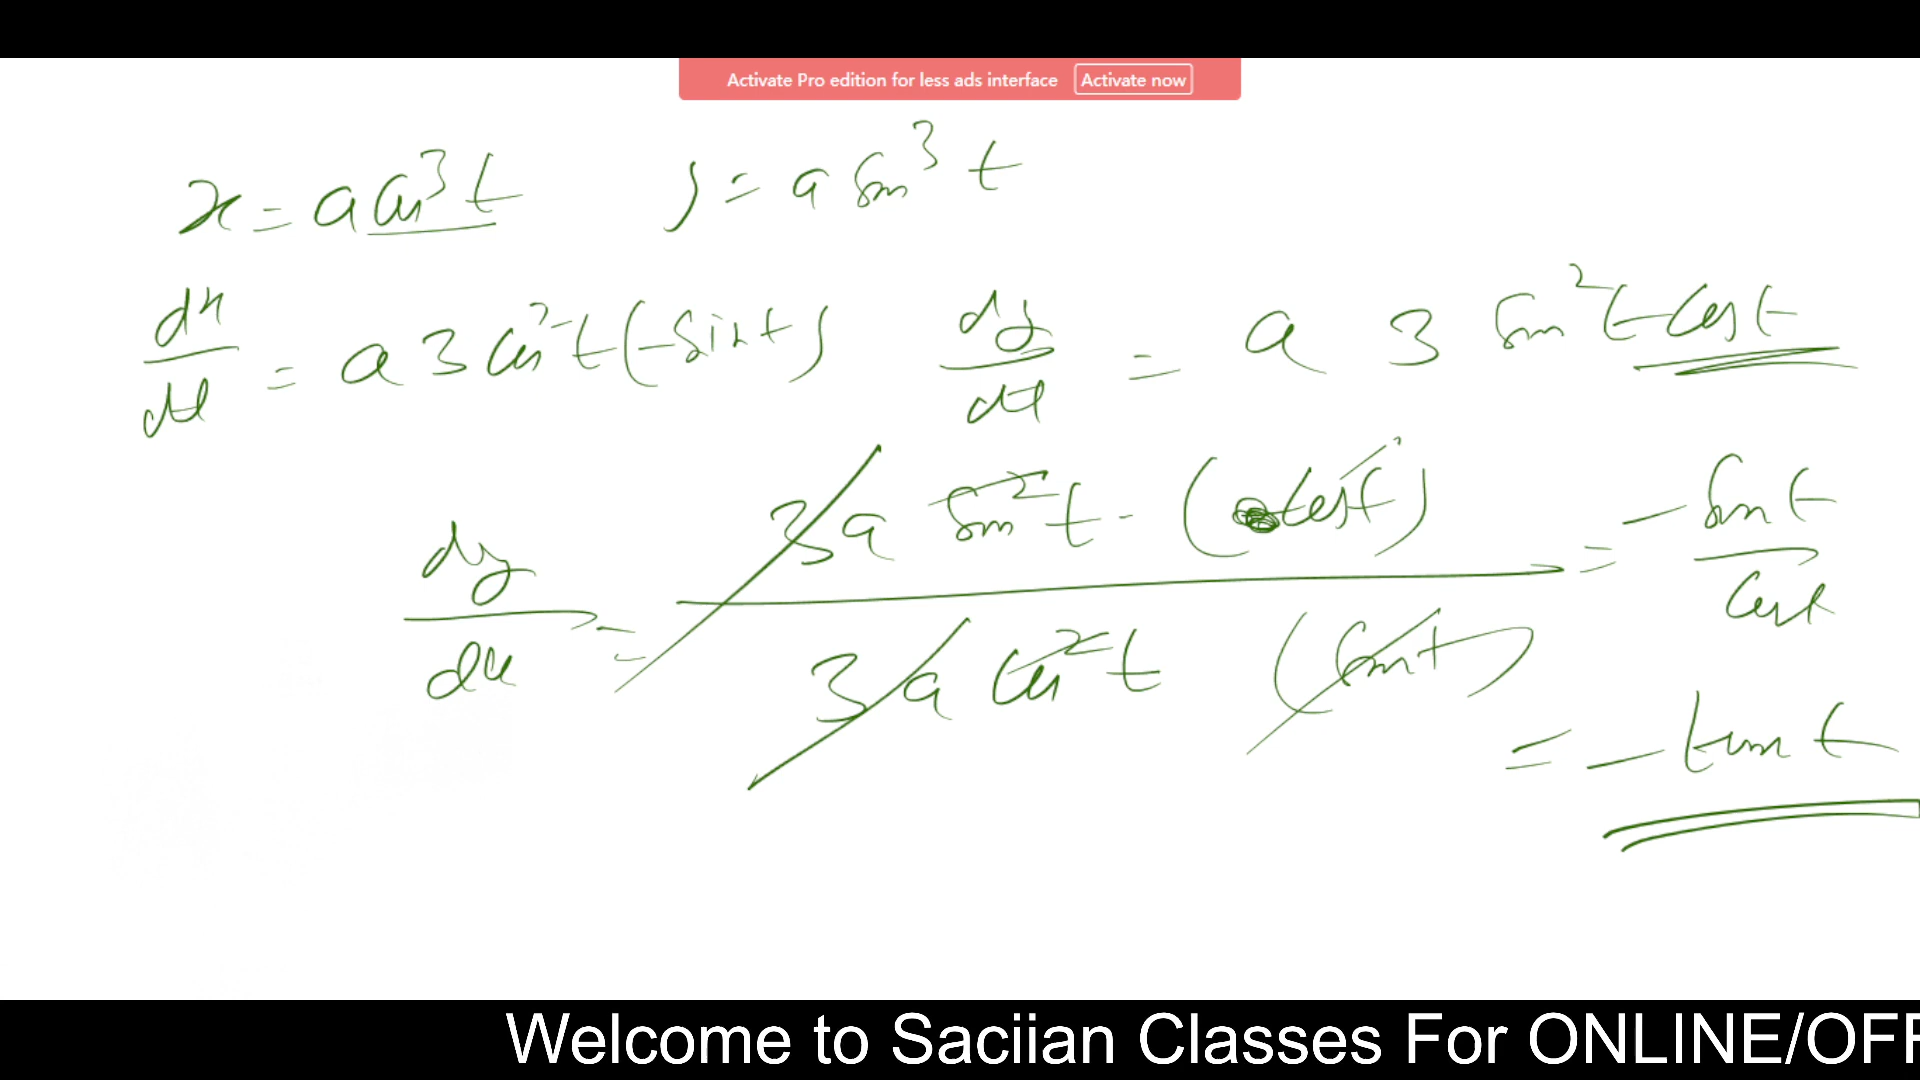 Activate Pro edition for less ads interface Activate now
x = a cos³ t y = a sin³ t
dx/dt = a 3 cos² t (-sin t) dy/dt = a 3 sin² t cos t
dy/dx = - 3a sin² t · (cos t) / 3a cos² t (sin t) = - sin t / cos t
= - tan t
Welcome to Saciian Classes For ONLINE/OFF